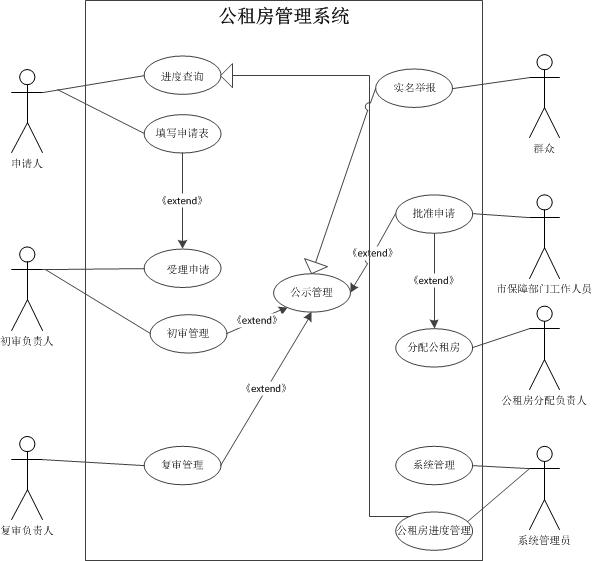 公租房管理系统
进度查询
实名举报
填写申请表
申请人
群众
《extend》
批准申请
《extend》
受理申请
《extend》
公示管理
市保障部门工作人员
初审管理
《extend》
初审负责人
分配公租房
《extend》
公租房分配负责人
复审管理
系统管理
复审负责人
公租房进度管理
系统管理员